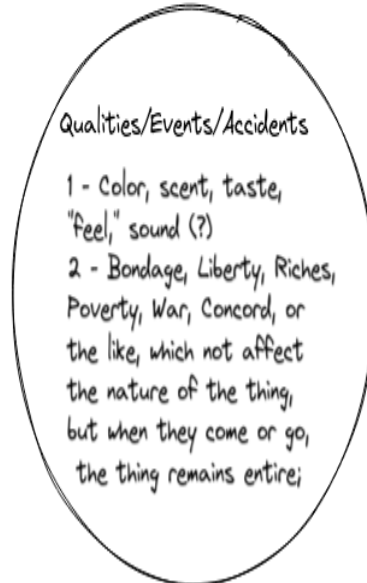 Qualities/Events/Accidents
1 - Color, scent, taste,
"feel," sound (?)
2 - Bondage, Liberty, Riches,
Poverty, War, Concord, or
the like, which not affect
the nature of the thing,
but when they come or go,
the thing remains entire;